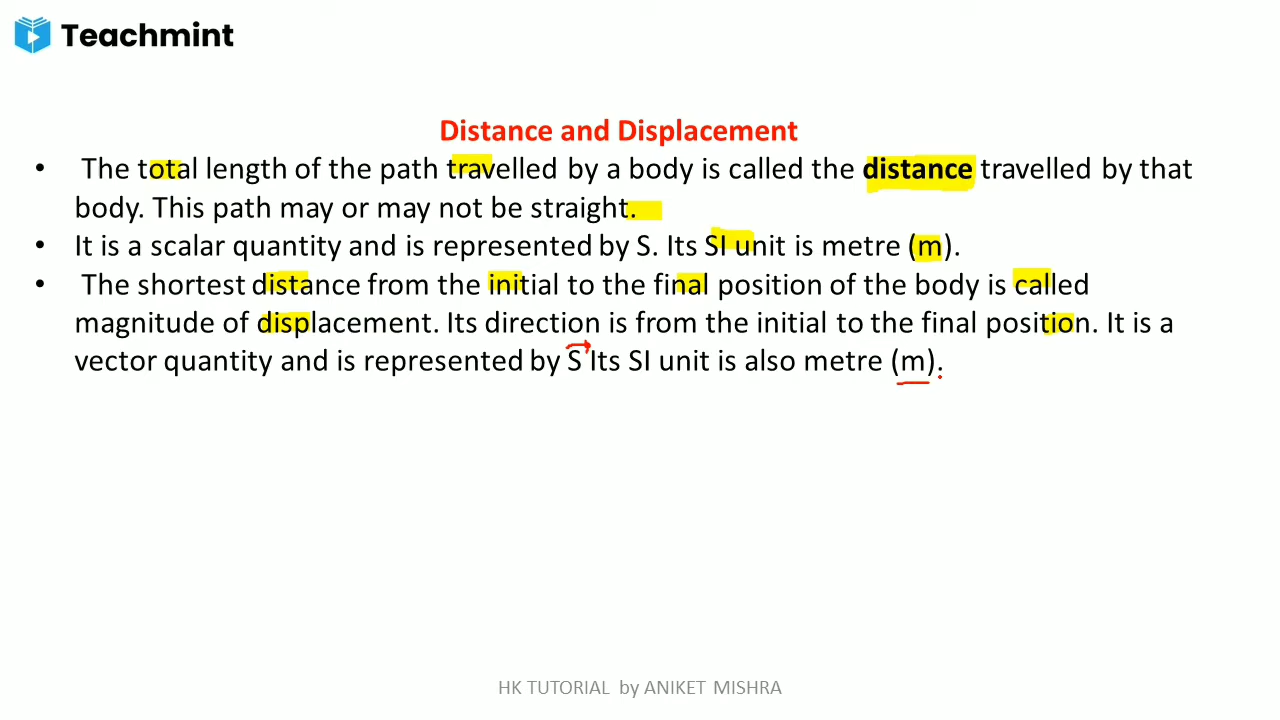 Teachmint
Distance and Displacement
• The total length of the path travelled by a body is called the distance travelled by that
body. This path may or may not be straight.
• It is a scalar quantity and is represented by S. Its SI unit is metre (m).
• The shortest distance from the initial to the final position of the body is called
magnitude of displacement. Its direction is from the initial to the final position. It is a
vector quantity and is represented by S Its SI unit is also metre (m).
HK TUTORIAL by ANIKET MISHRA